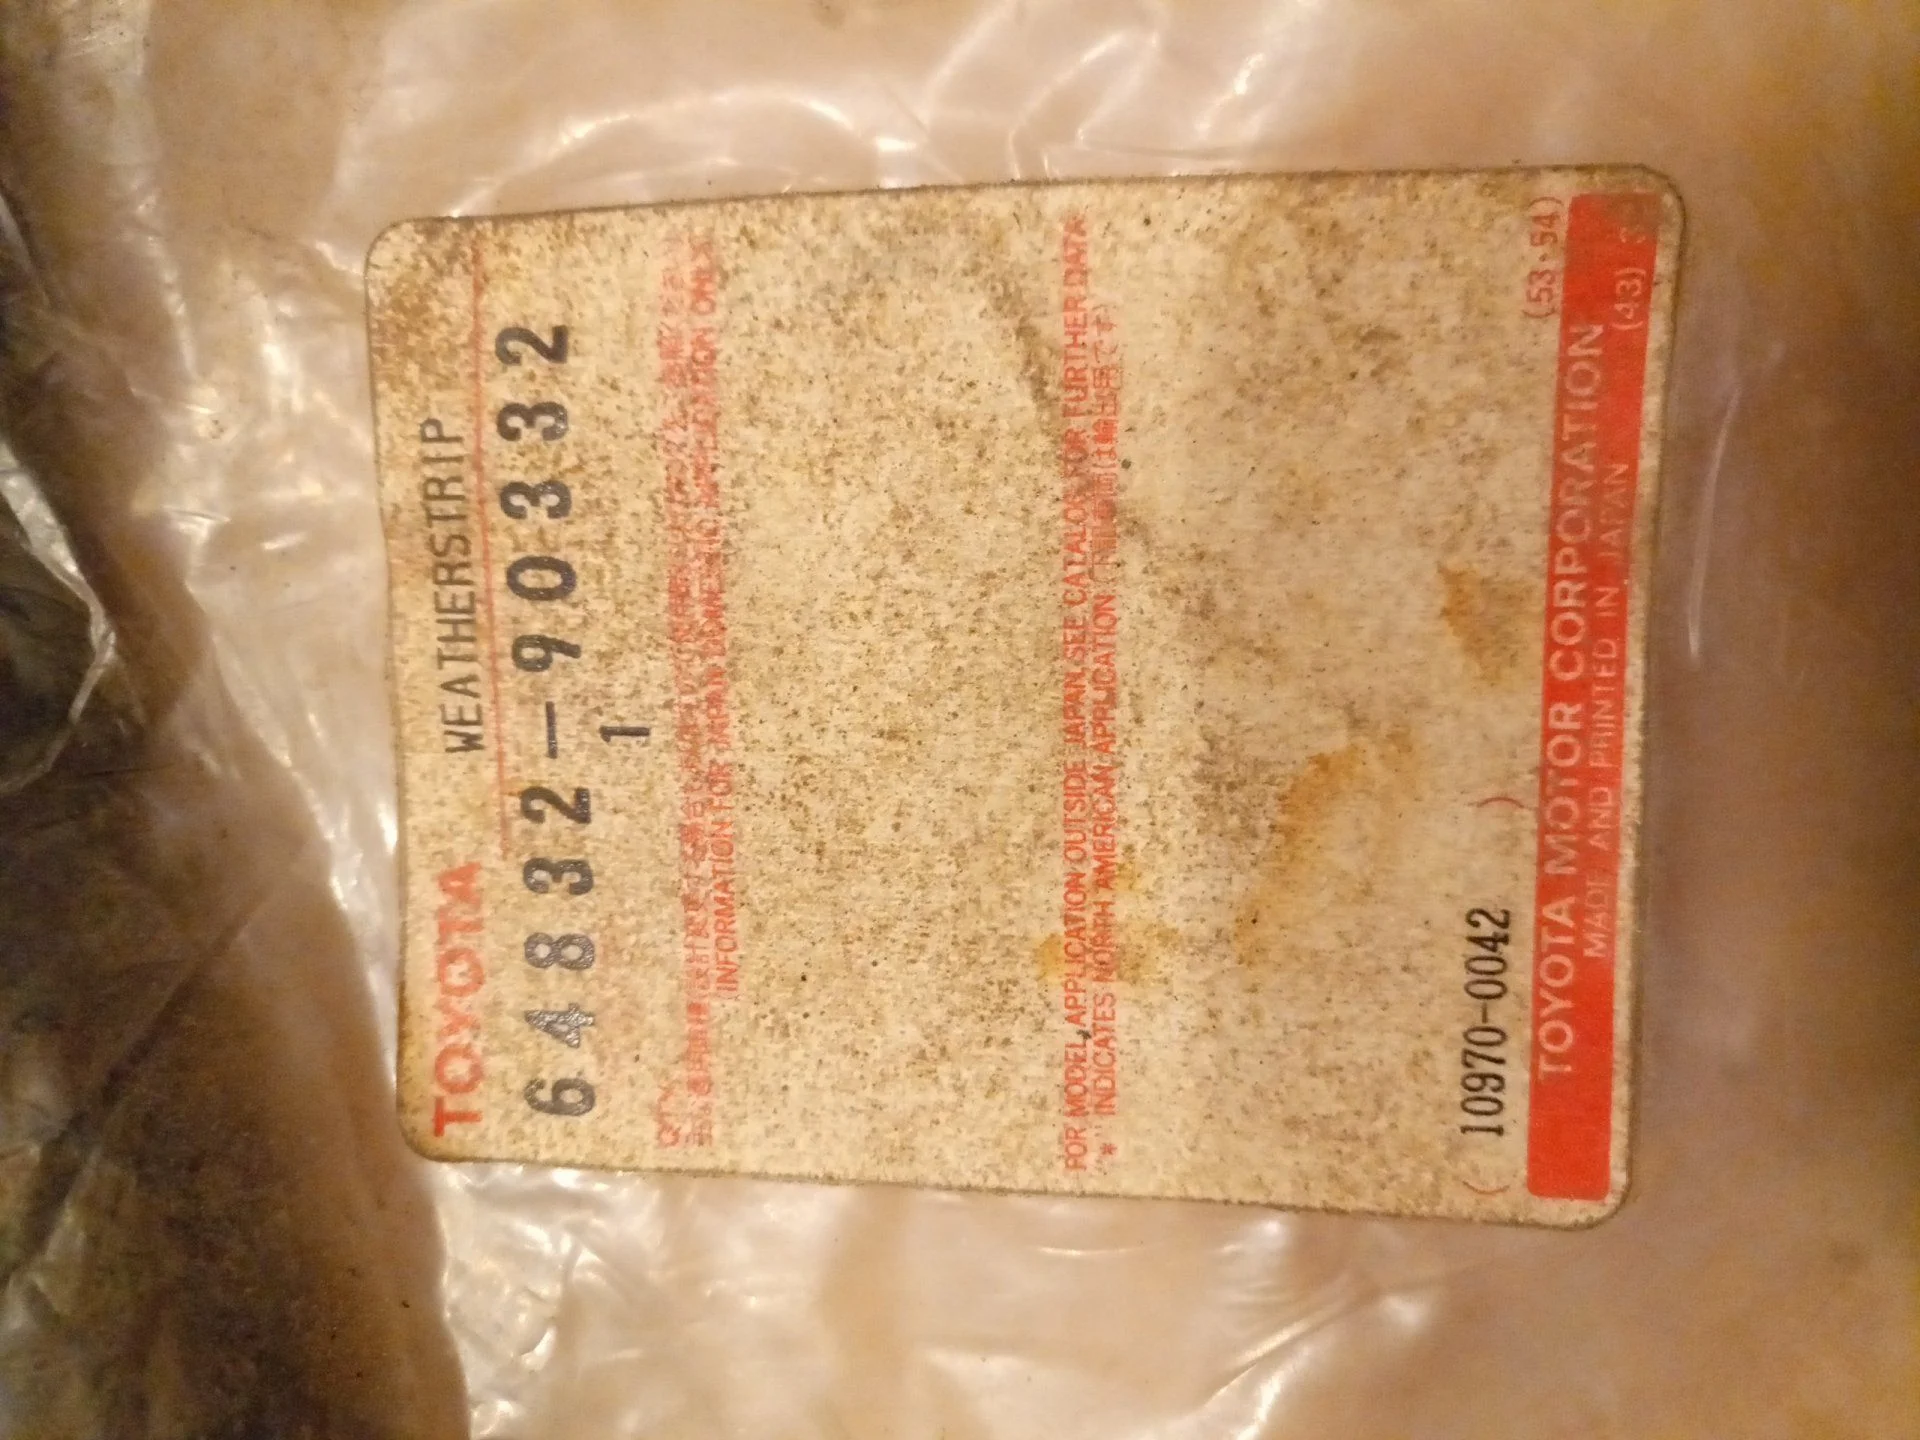 TOYOTA WEATHERSTRIP
64832-90332
QTY. 1
(INFORMATION FOR JAPAN DOMESTIC APPLICATION ONLY)
FOR MODEL APPLICATION OUTSIDE JAPAN, SEE CATALOG FOR FURTHER DATA
"*" INDICATES NORTH AMERICAN APPLICATION
( 10970-0042 )
(53・54)
TOYOTA MOTOR CORPORATION
MADE AND PRINTED IN JAPAN (43)